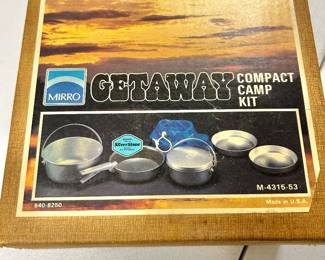 MIRRO
GETAWAY
COMPACT
CAMP
KIT
SilverStone
M-4315-53
840-8250
Made in U.S.A.